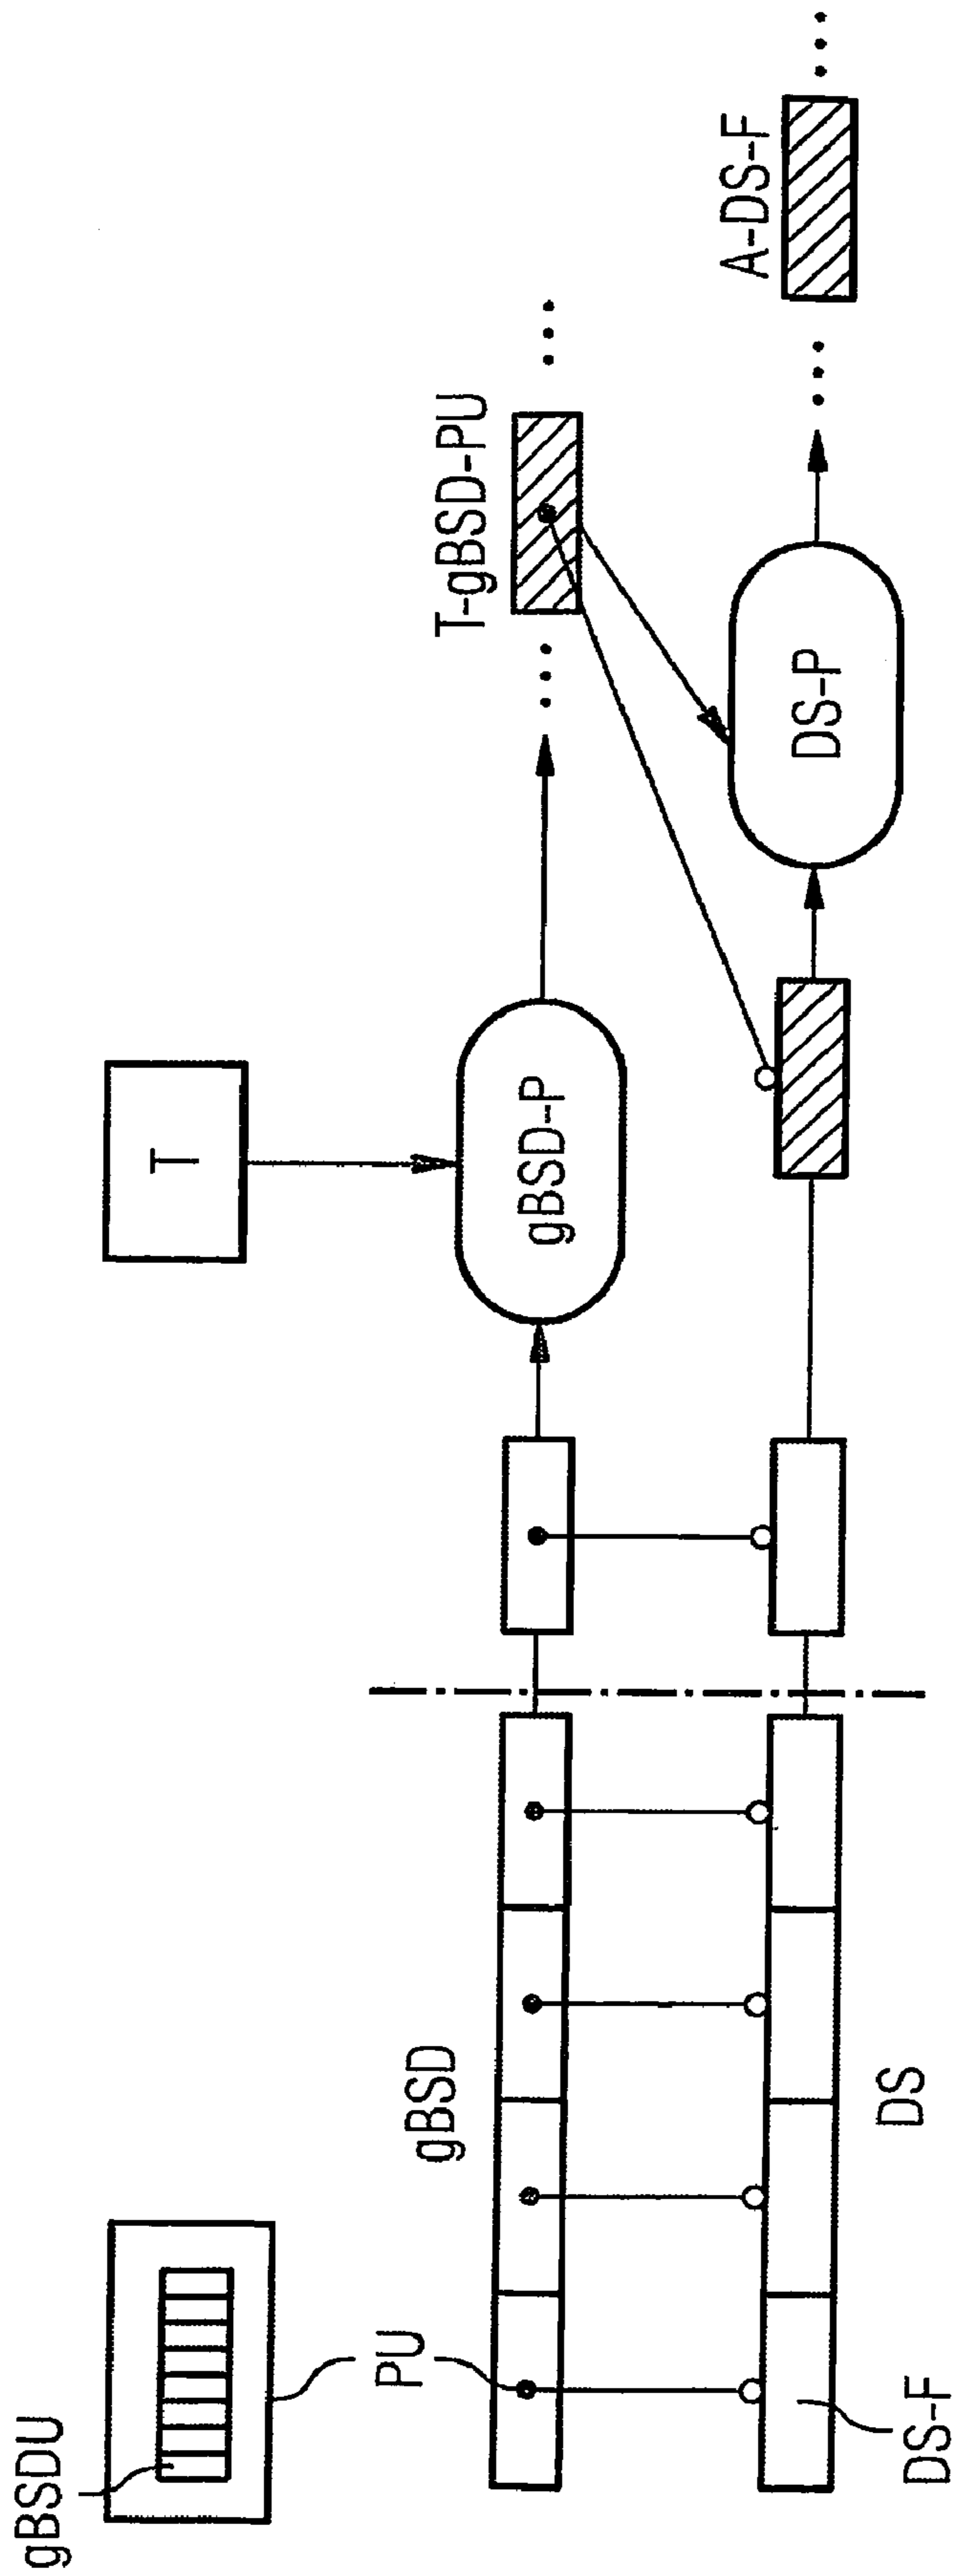 gBSDU
PU
gBSD
DS-F
DS
T
gBSD-P
T-gBSD-PU
DS-P
A-DS-F